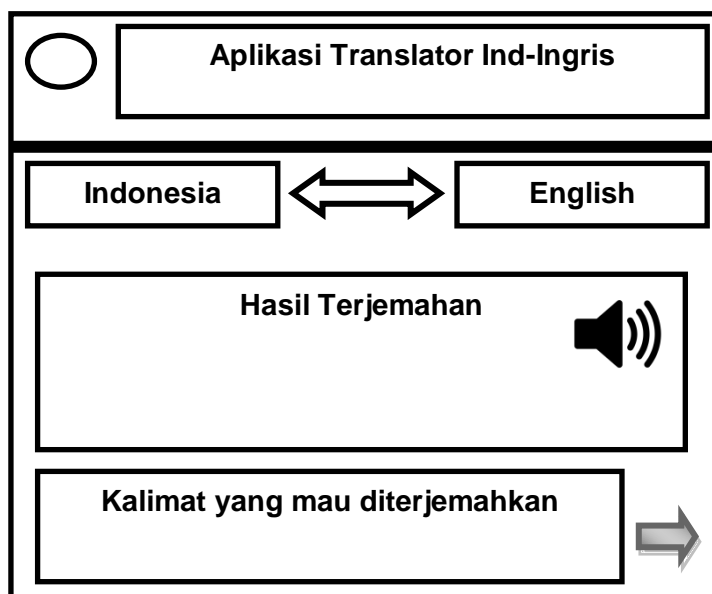 Aplikasi Translator Ind-Ingris
Indonesia
English
Hasil Terjemahan
Kalimat yang mau diterjemahkan